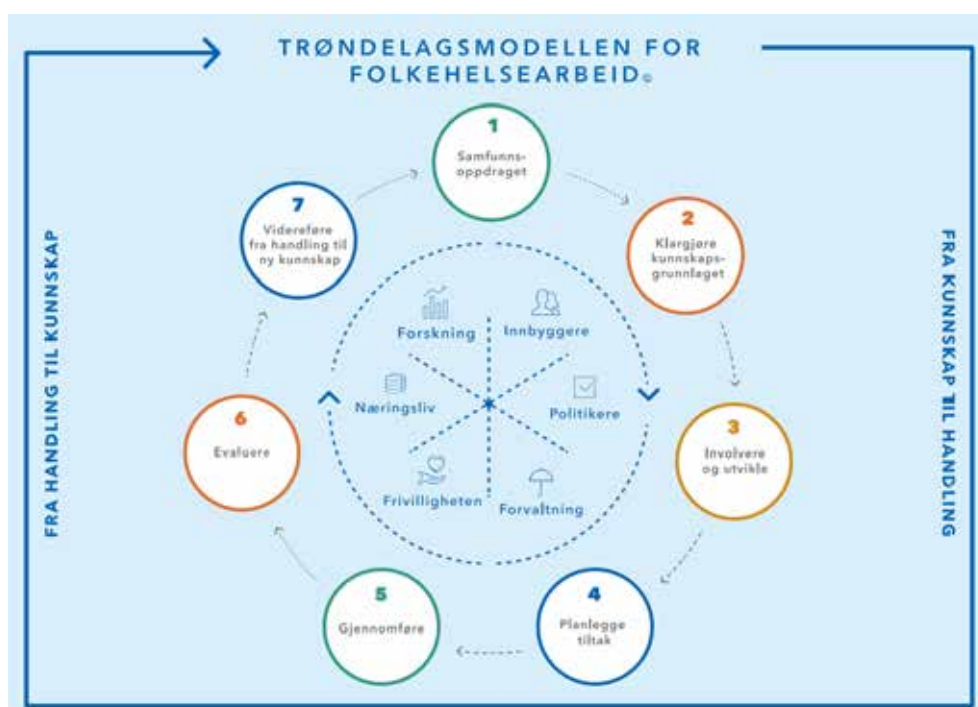 TRØNDELAGSMODELLEN FOR
FOLKEHELSEARBEID©
1
Samfunns-
oppdraget
2
Klargjøre
kunnskaps-
grunnlaget
3
Involvere
og utvikle
4
Planlegge
tiltak
5
Gjennomføre
6
Evaluere
7
Videreføre
fra handling til
ny kunnskap
Forskning
Innbyggere
Næringsliv
Politikere
Frivilligheten
Forvaltning
FRA HANDLING TIL KUNNSKAP
FRA KUNNSKAP TIL HANDLING